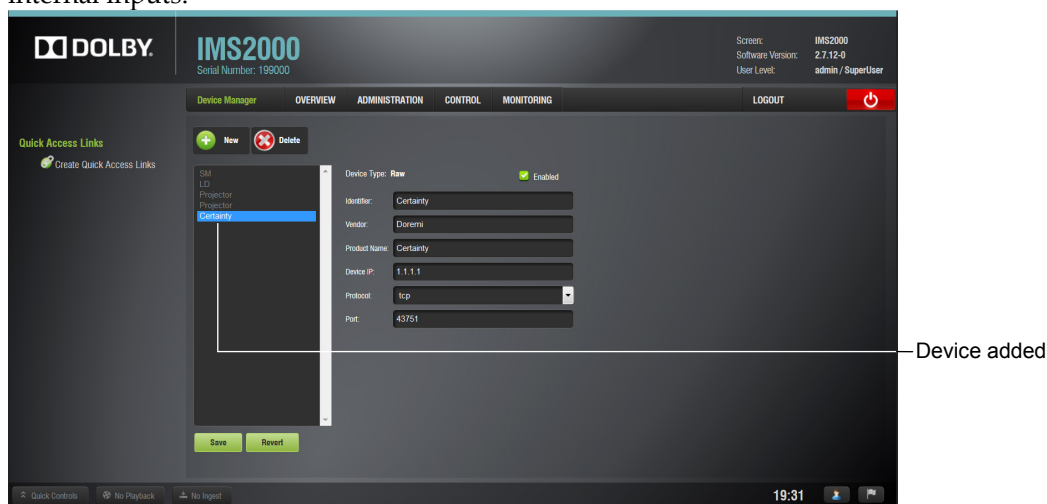 internal inputs.
DOLBY.
IMS2000
Serial Number: 199000
Screen: IMS2000
Software Version: 2.7.12-0
User Level: admin / SuperUser
Device Manager OVERVIEW ADMINISTRATION CONTROL MONITORING LOGOUT
Quick Access Links
Create Quick Access Links
New Delete
SM
LD
Projector
Projector
Certainty
Device Type: Raw Enabled
Identifier: Certainty
Vendor: Doremi
Product Name: Certainty
Device IP: 1.1.1.1
Protocol: tcp
Port: 43751
Device added
Save Revert
Quick Controls No Playback No Ingest 19:31